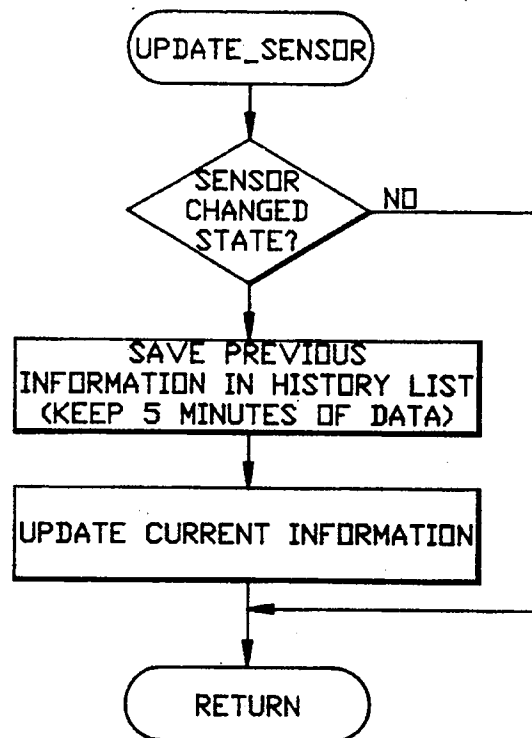 UPDATE_SENSOR
SENSOR
CHANGED
STATE?
NO
SAVE PREVIOUS
INFORMATION IN HISTORY LIST
(KEEP 5 MINUTES OF DATA)
UPDATE CURRENT INFORMATION
RETURN